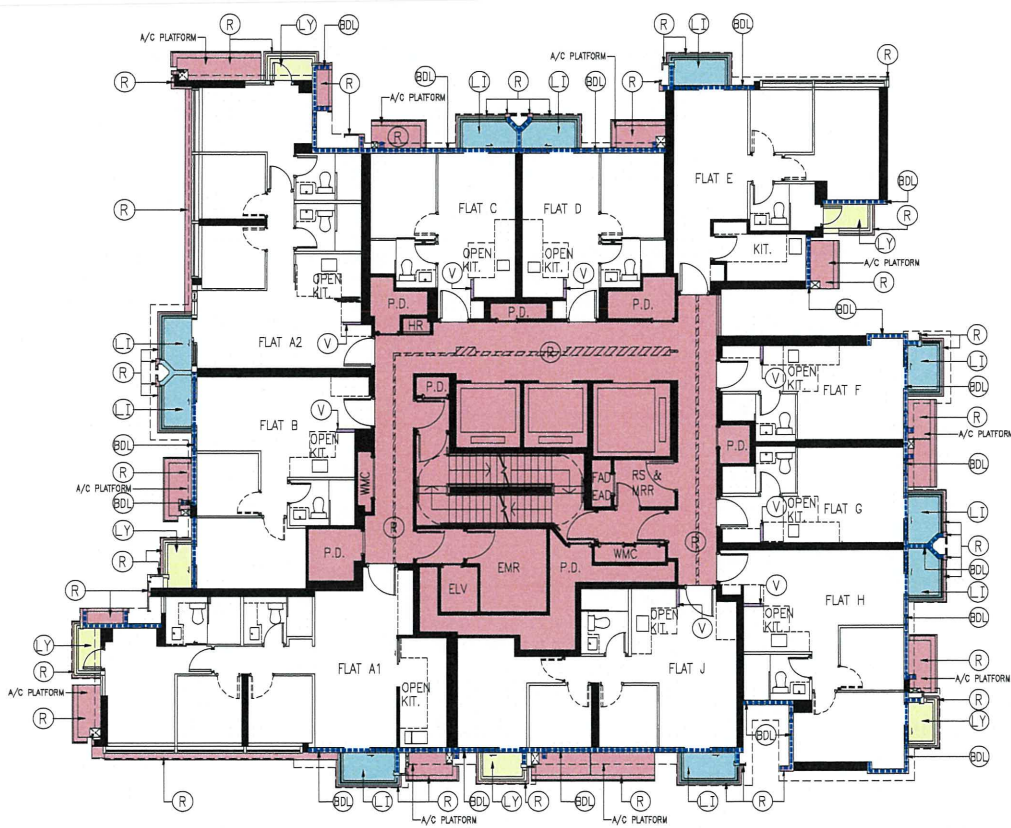 R
LY
BDL
A/C PLATFORM
R
LI
BDL
R
A/C PLATFORM
BDL
LI
R
LI
A/C PLATFORM
R
R
R
R
A/C PLATFORM
R
BDL
FLAT E
R
LY
KIT.
A/C PLATFORM
R
BDL
R
FLAT C
FLAT D
OPEN
KIT.
OPEN
KIT.
V
V
OPEN
KIT.
P.D.
P.D.
P.D.
HR
V
FLAT A2
LI
R
LI
R
P.D.
V
FLAT B
OPEN
KIT.
V
OPEN
KIT.
FLAT F
R
LI
BDL
R
A/C PLATFORM
BDL
BDL
R
A/C PLATFORM
BDL
WMC
P.D.
FAD
EAD
RS &
MRR
V
OPEN
KIT.
FLAT G
LI
R
BDL
LI
LY
R
R
P.D.
EMR
ELV
P.D.
WMC
R
V
OPEN
KIT.
FLAT H
BDL
R
LY
R
A/C PLATFORM
R
FLAT A1
OPEN
KIT.
OPEN
KIT.
V
FLAT J
R
A/C PLATFORM
R
LY
BDL
BDL
R
BDL
LI
R
A/C PLATFORM
BDL
LY
R
BDL
R
A/C PLATFORM
LI
R
R